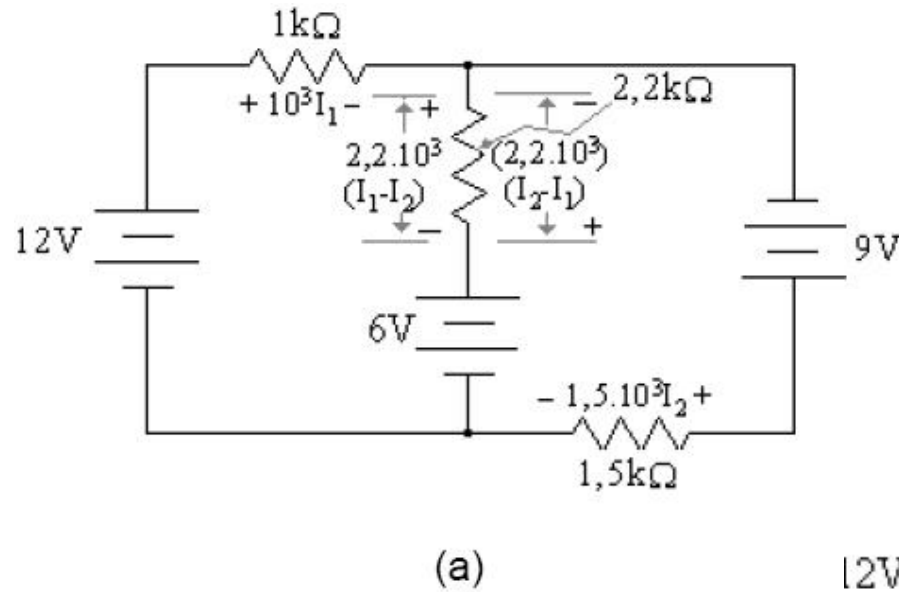 1kΩ
+ 10³I₁ -
+
-
2,2kΩ
2,2.10³
(I₁-I₂)
(2,2.10³)
(I₂-I₁)
-
+
12V
9V
6V
- 1,5.10³I₂ +
1,5kΩ
(a)
12V